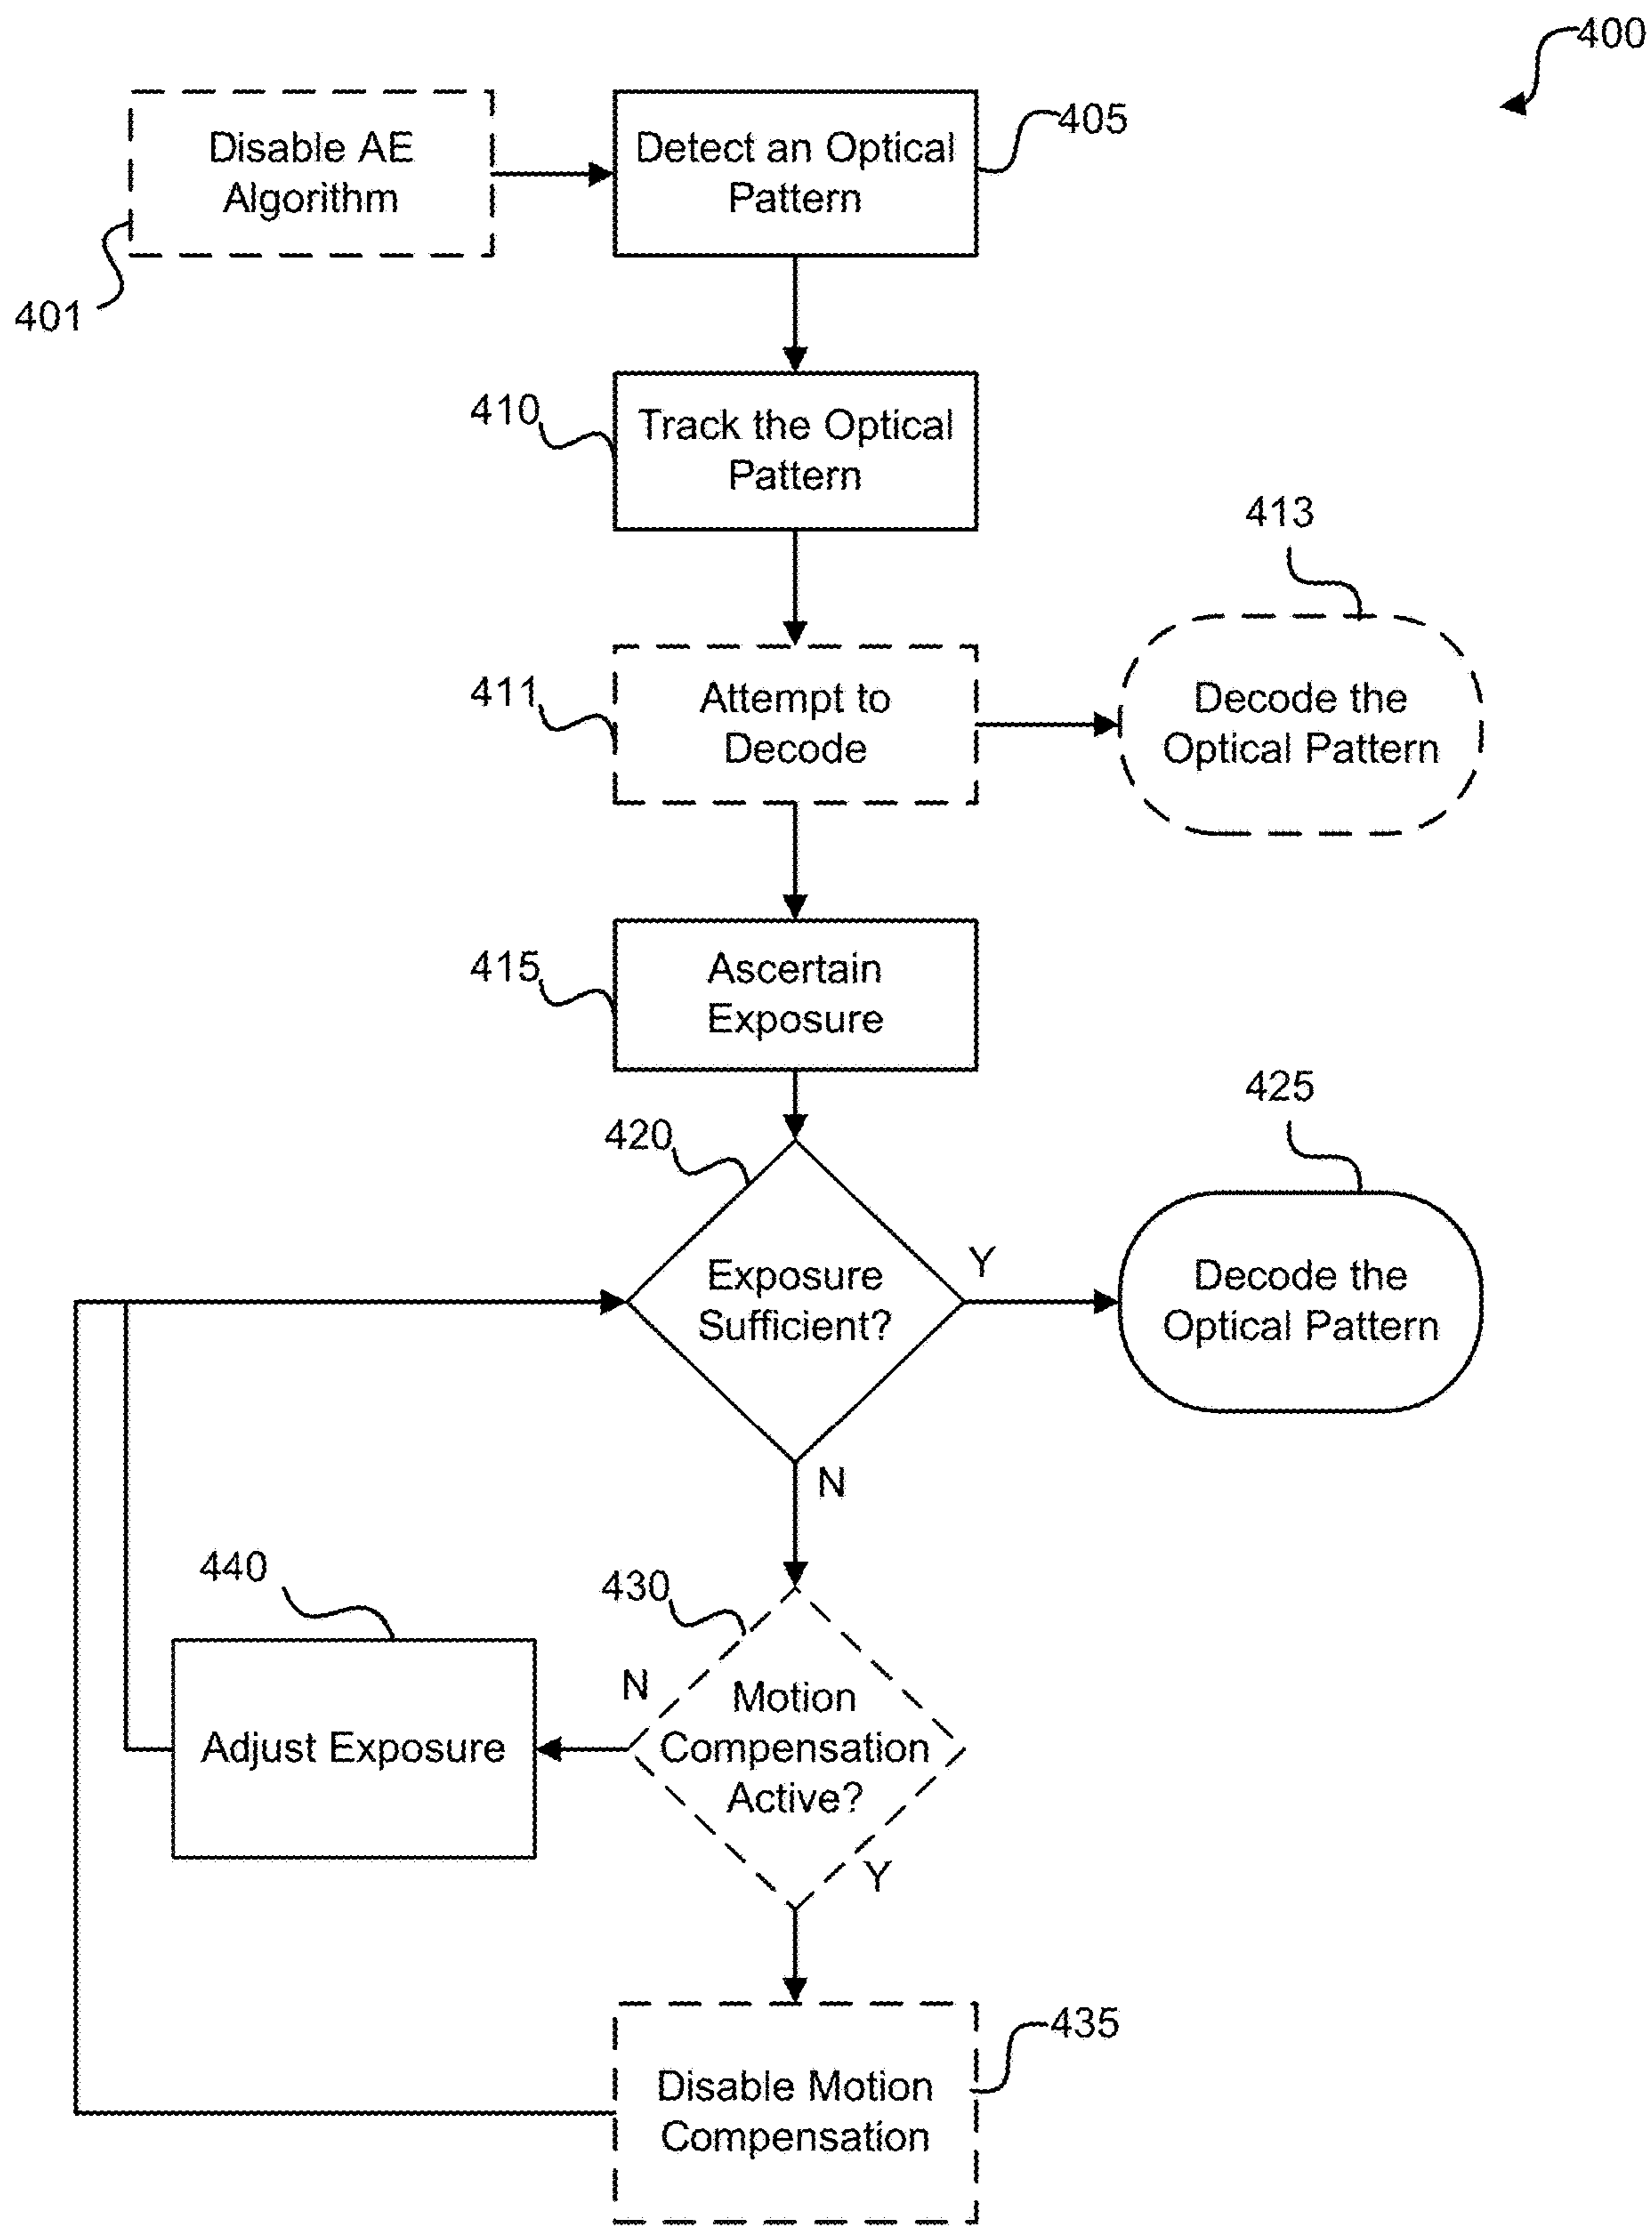 400
Disable AE
Algorithm
401
Detect an Optical
Pattern
405
410
Track the Optical
Pattern
413
411
Attempt to
Decode
Decode the
Optical Pattern
415
Ascertain
Exposure
420
425
Exposure
Sufficient?
Y
Decode the
Optical Pattern
N
440
430
N
Adjust Exposure
Motion
Compensation
Active?
Y
435
Disable Motion
Compensation